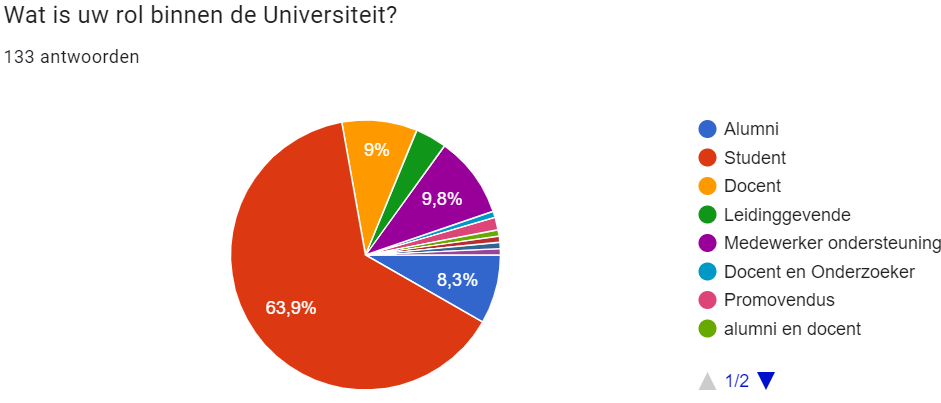 Wat is uw rol binnen de Universiteit?
133 antwoorden
9%
9,8%
8,3%
63,9%
Alumni
Student
Docent
Leidinggevende
Medewerker ondersteuning
Docent en Onderzoeker
Promovendus
alumni en docent
1/2